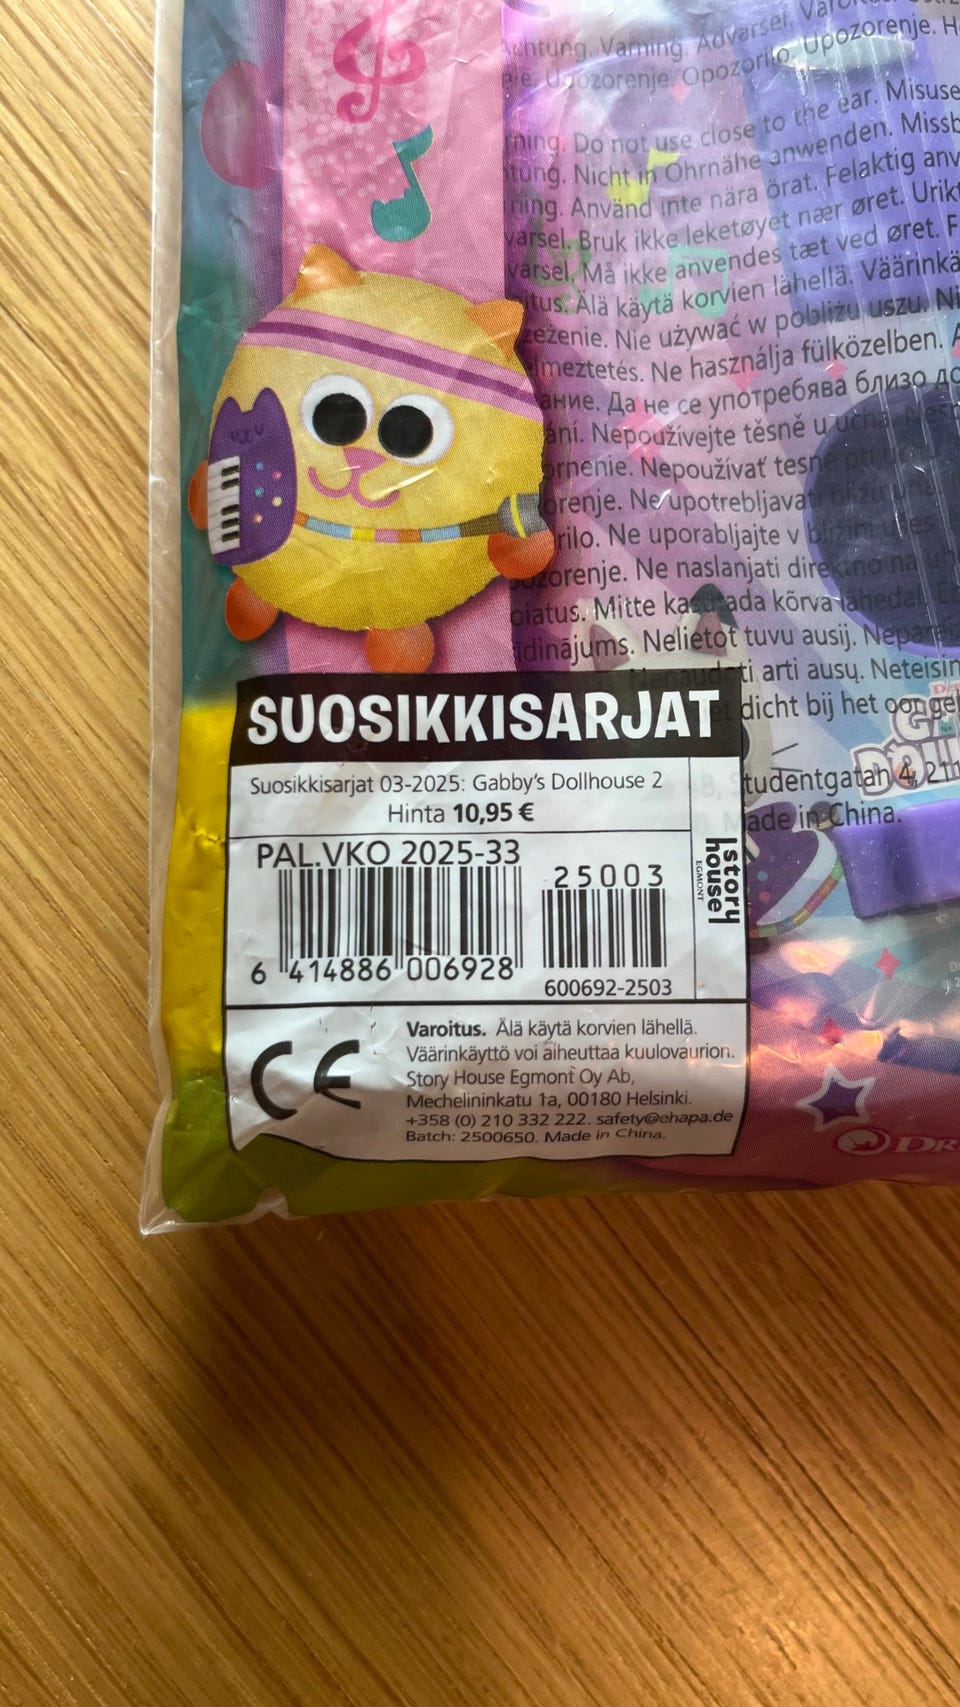 Achtung. Varning. Advarsel.
Upozorenje. Opozorilo. Upozorenje.
Do not use close to the ear. Misuse
Nicht in Ohrnähe anwenden.
Använd inte nära örat. Felaktig
Bruk ikke leketøyet nær øret.
Må ikke anvendes tæt ved øret.
Älä käytä korvien lähellä.
Nie używać w pobliżu uszu.
Ne használja fülközelben.
Да не се употребява близо до
Nepoužívejte těsně u ucha.
Nepoužívať tesne pri
Ne upotrebljavati blizu uha.
Ne uporabljajte v bližini
Ne naslanjati direktno na
Mitte kasutada kõrva lähedal.
Nelietot tuvu ausij.
Nenaudoti arti ausų.
dicht bij het oor
SUOSIKKISARJAT
Suosikkisarjat 03-2025: Gabby's Dollhouse 2
Hinta 10,95 €
PAL.VKO 2025-33
25003
6 414886 006928
600692-2503
story
house
EGMONT
Studentgatan 4, 211
Made in China.
CE
Varoitus. Älä käytä korvien lähellä.
Väärinkäyttö voi aiheuttaa kuulovaurion.
Story House Egmont Oy Ab,
Mechelininkatu 1a, 00180 Helsinki.
+358 (0) 210 332 222. safety@ehapa.de
Batch: 2500650. Made in China.